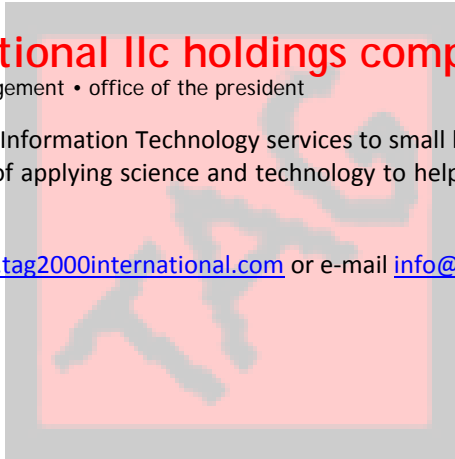 tional llc holdings comp
gement • office of the president
Information Technology services to small
of applying science and technology to help
.tag2000international.com or e-mail info@
TAG